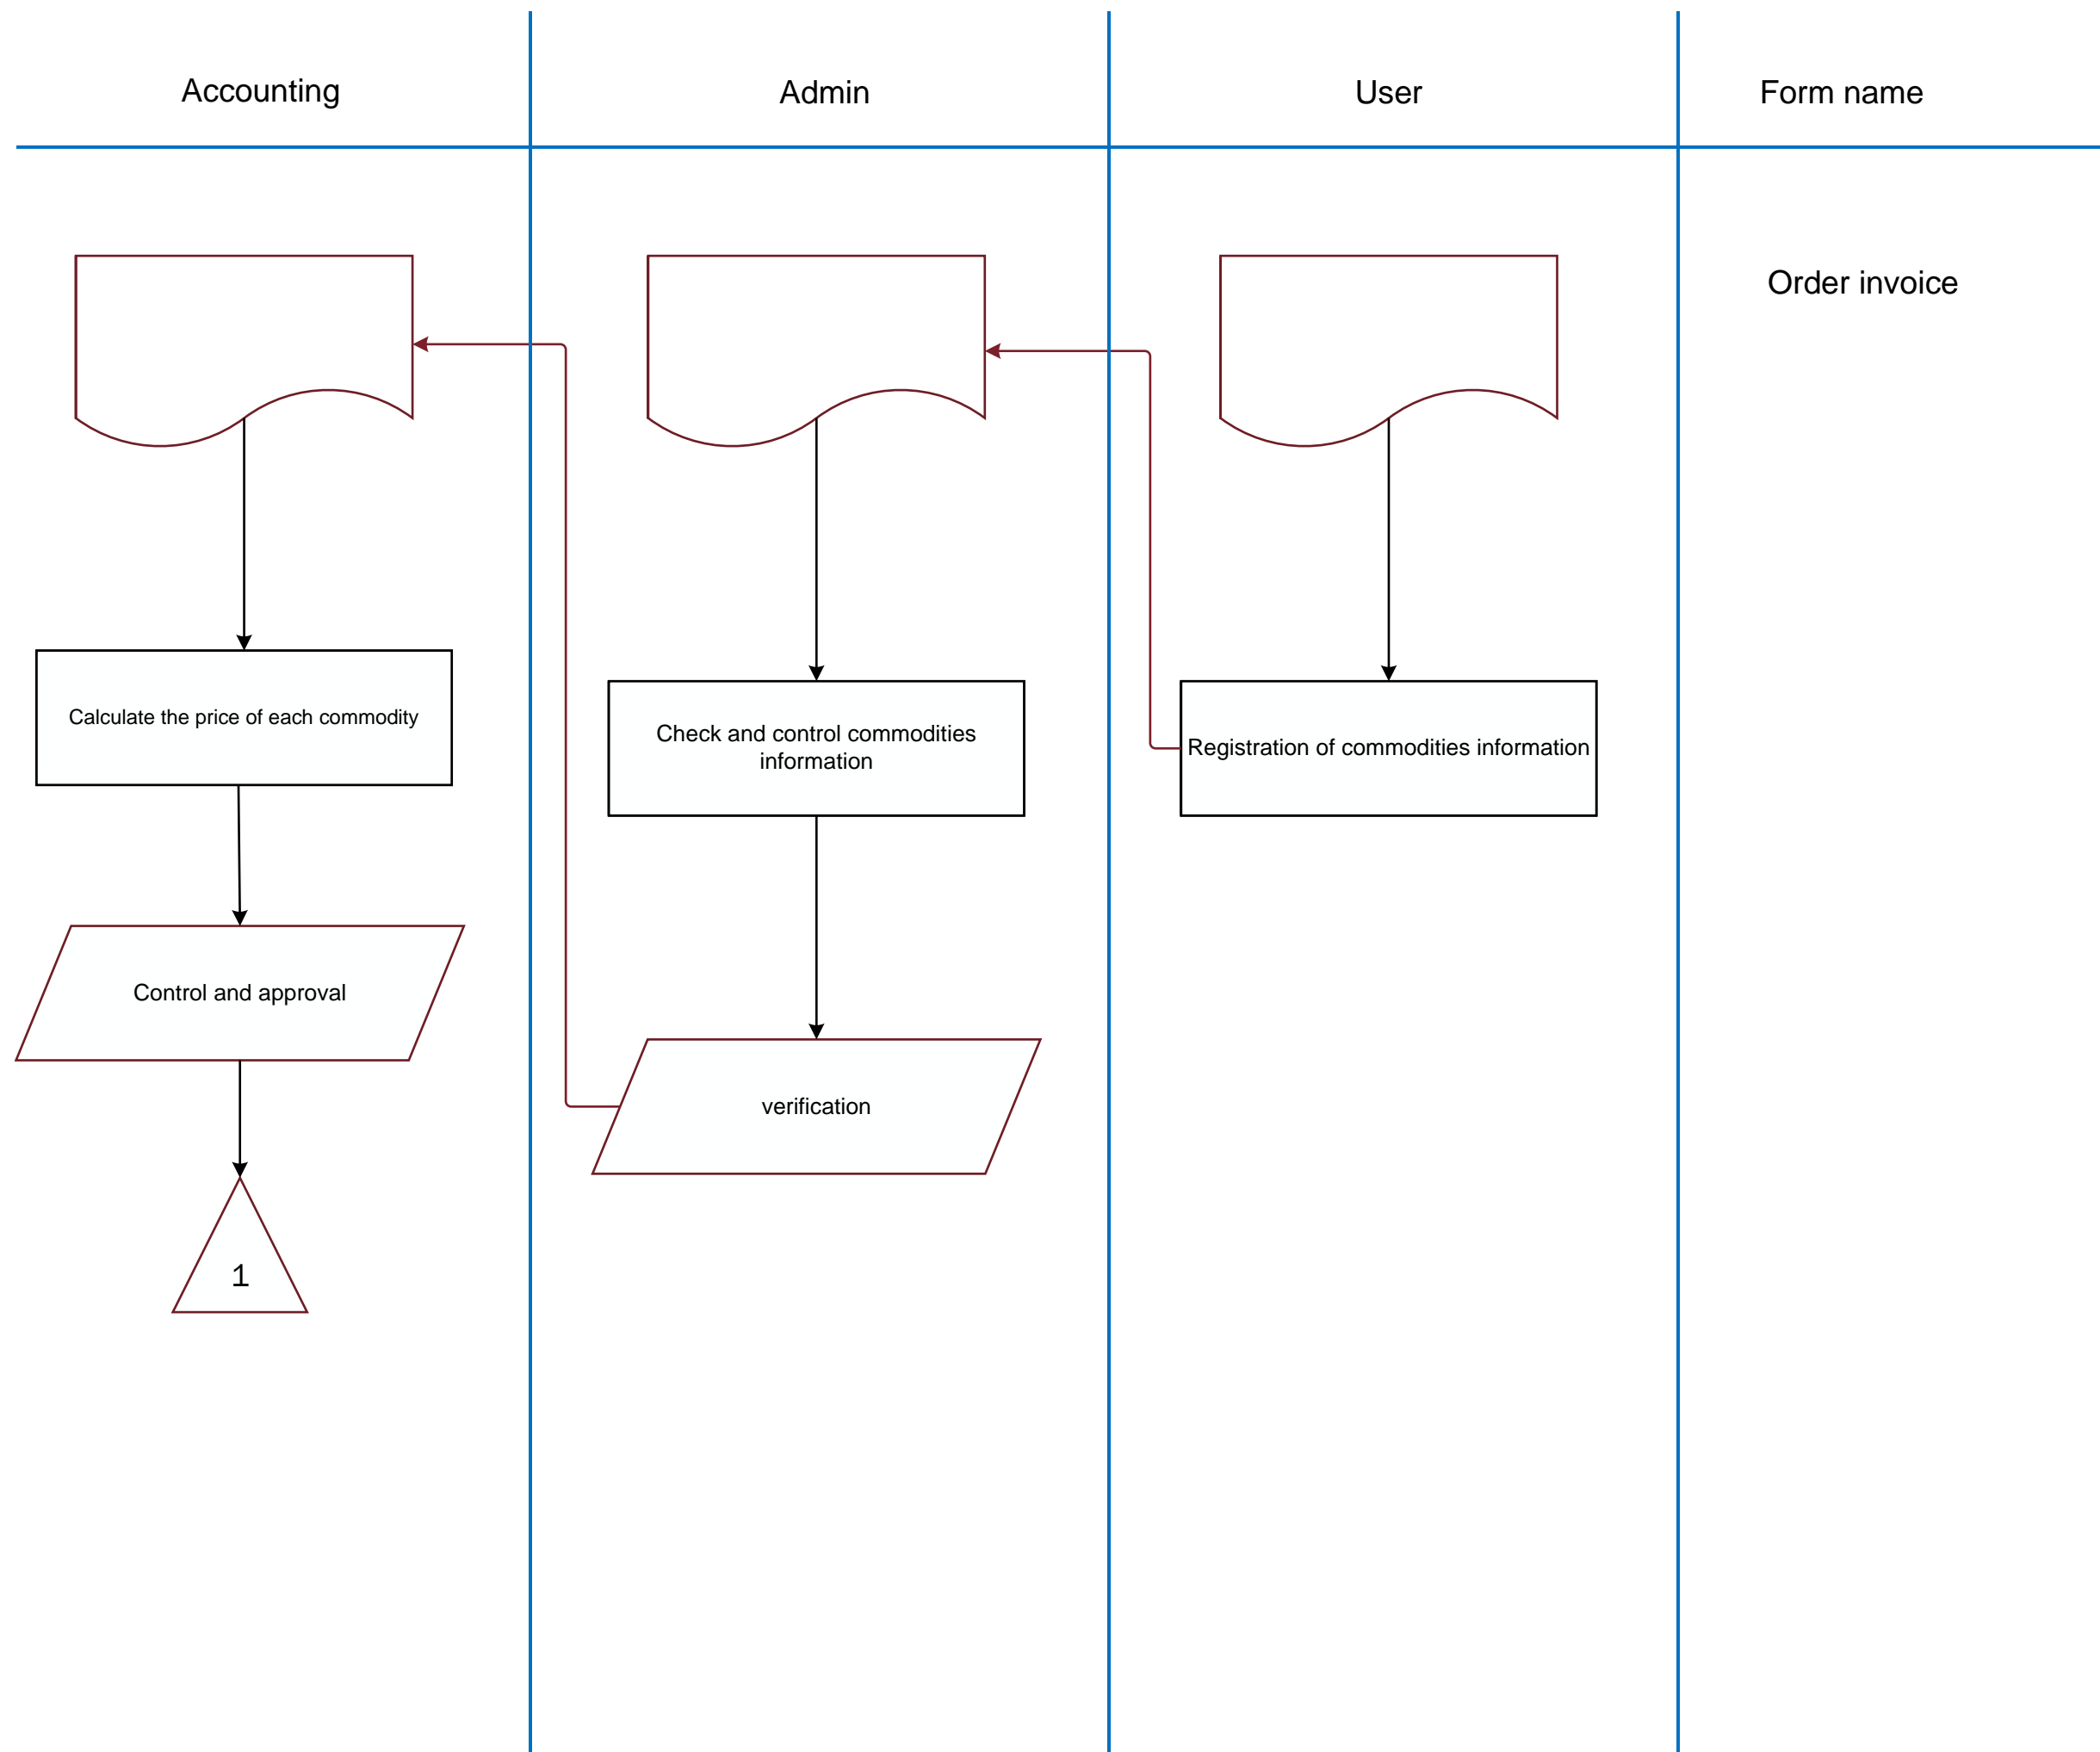 Accounting
Admin
User
Form name
Order invoice
Calculate the price of each commodity
Check and control commodities
information
Registration of commodities information
Control and approval
verification
1